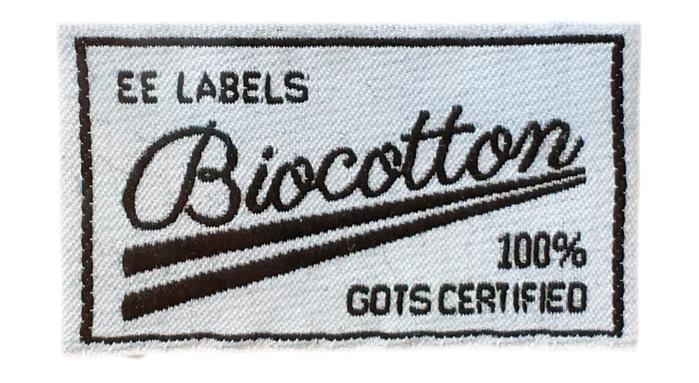 EE LABELS
Biocotton
100%
GOTS CERTIFIED